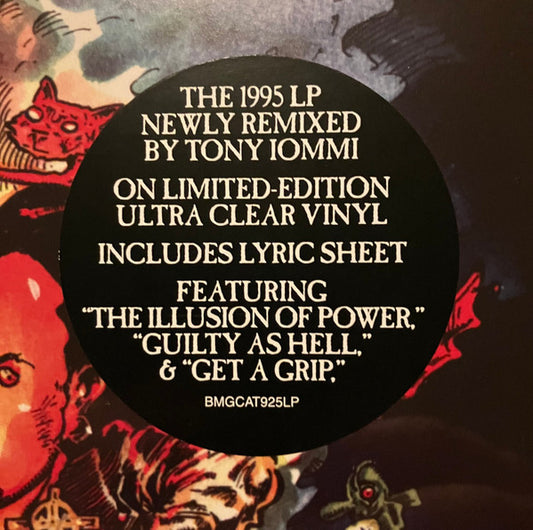 THE 1995 LP
NEWLY REMIXED
BY TONY IOMMI
ON LIMITED-EDITION
ULTRA CLEAR VINYL
INCLUDES LYRIC SHEET
FEATURING
“THE ILLUSION OF POWER,”
“GUILTY AS HELL,”
& “GET A GRIP,”
BMGCAT925LP